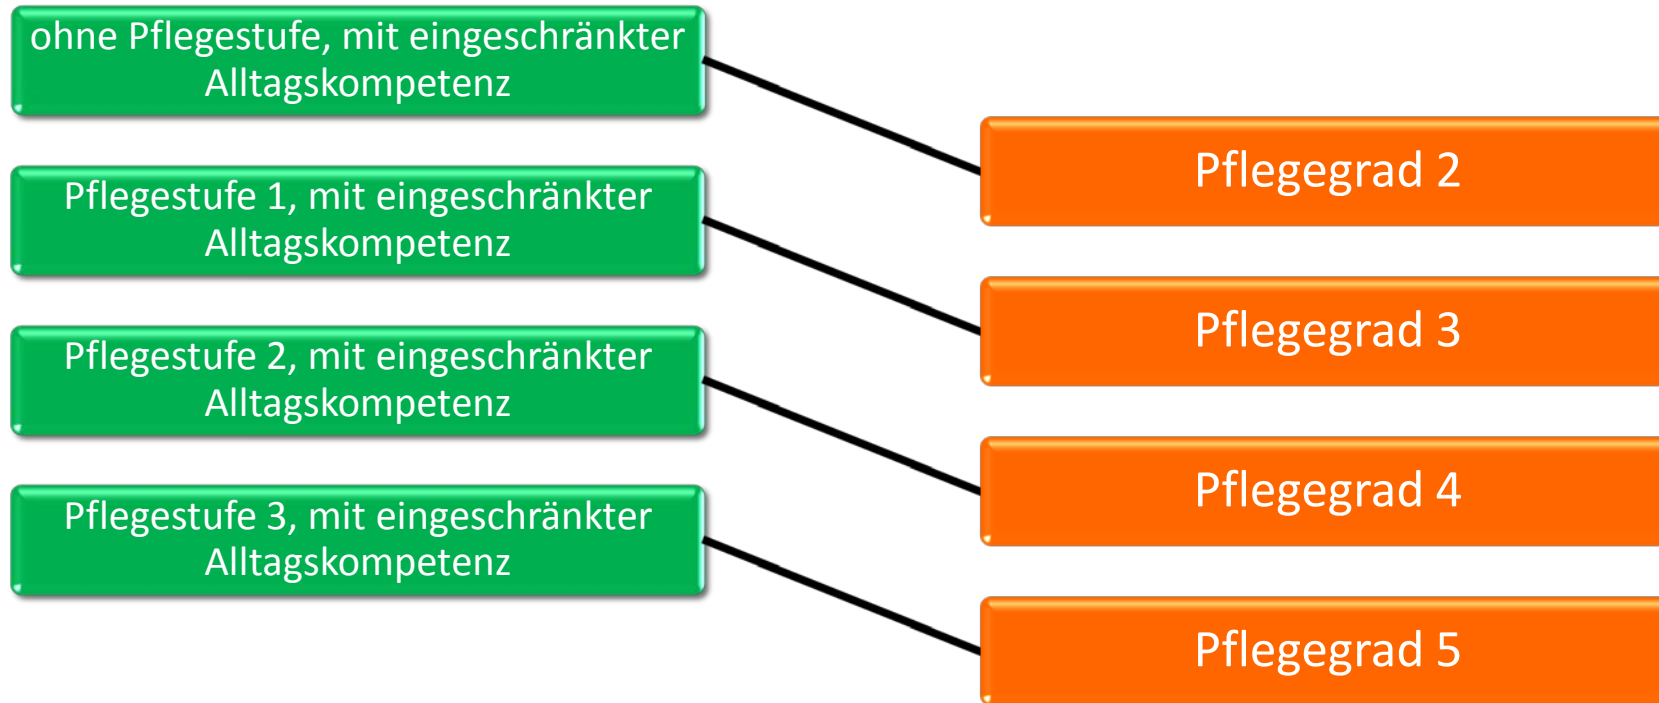 ohne Pflegestufe, mit eingeschränkter
Alltagskompetenz
Pflegegrad 2
Pflegestufe 1, mit eingeschränkter
Alltagskompetenz
Pflegegrad 3
Pflegestufe 2, mit eingeschränkter
Alltagskompetenz
Pflegegrad 4
Pflegestufe 3, mit eingeschränkter
Alltagskompetenz
Pflegegrad 5